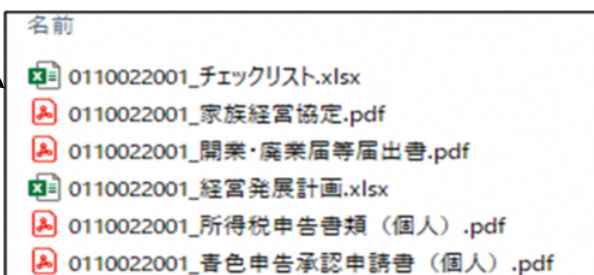 名前
0110022001_チェックリスト.xlsx
0110022001_家族経営協定.pdf
0110022001_開業・廃業届等届出書.pdf
0110022001_経営発展計画.xlsx
0110022001_所得税申告書類（個人）.pdf
0110022001_青色申告承認申請書（個人）.pdf